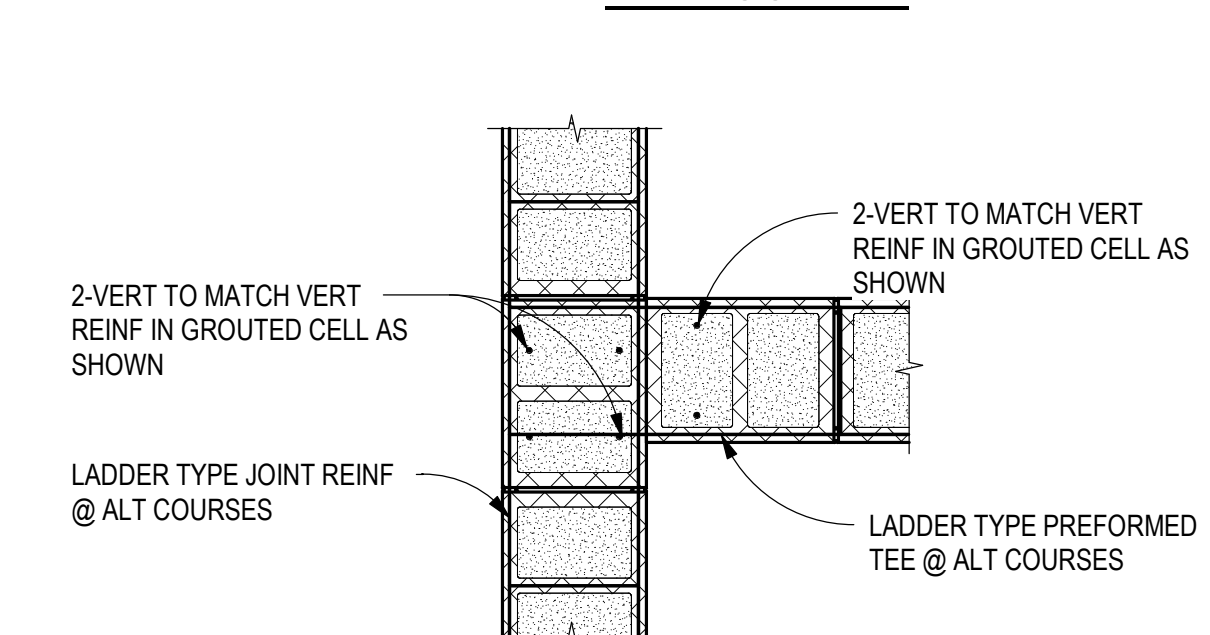 2-VERT TO MATCH VERT
REINF IN GROUTED CELL AS
SHOWN
2-VERT TO MATCH VERT
REINF IN GROUTED CELL AS
SHOWN
LADDER TYPE JOINT REINF
@ ALT COURSES
LADDER TYPE PREFORMED
TEE @ ALT COURSES